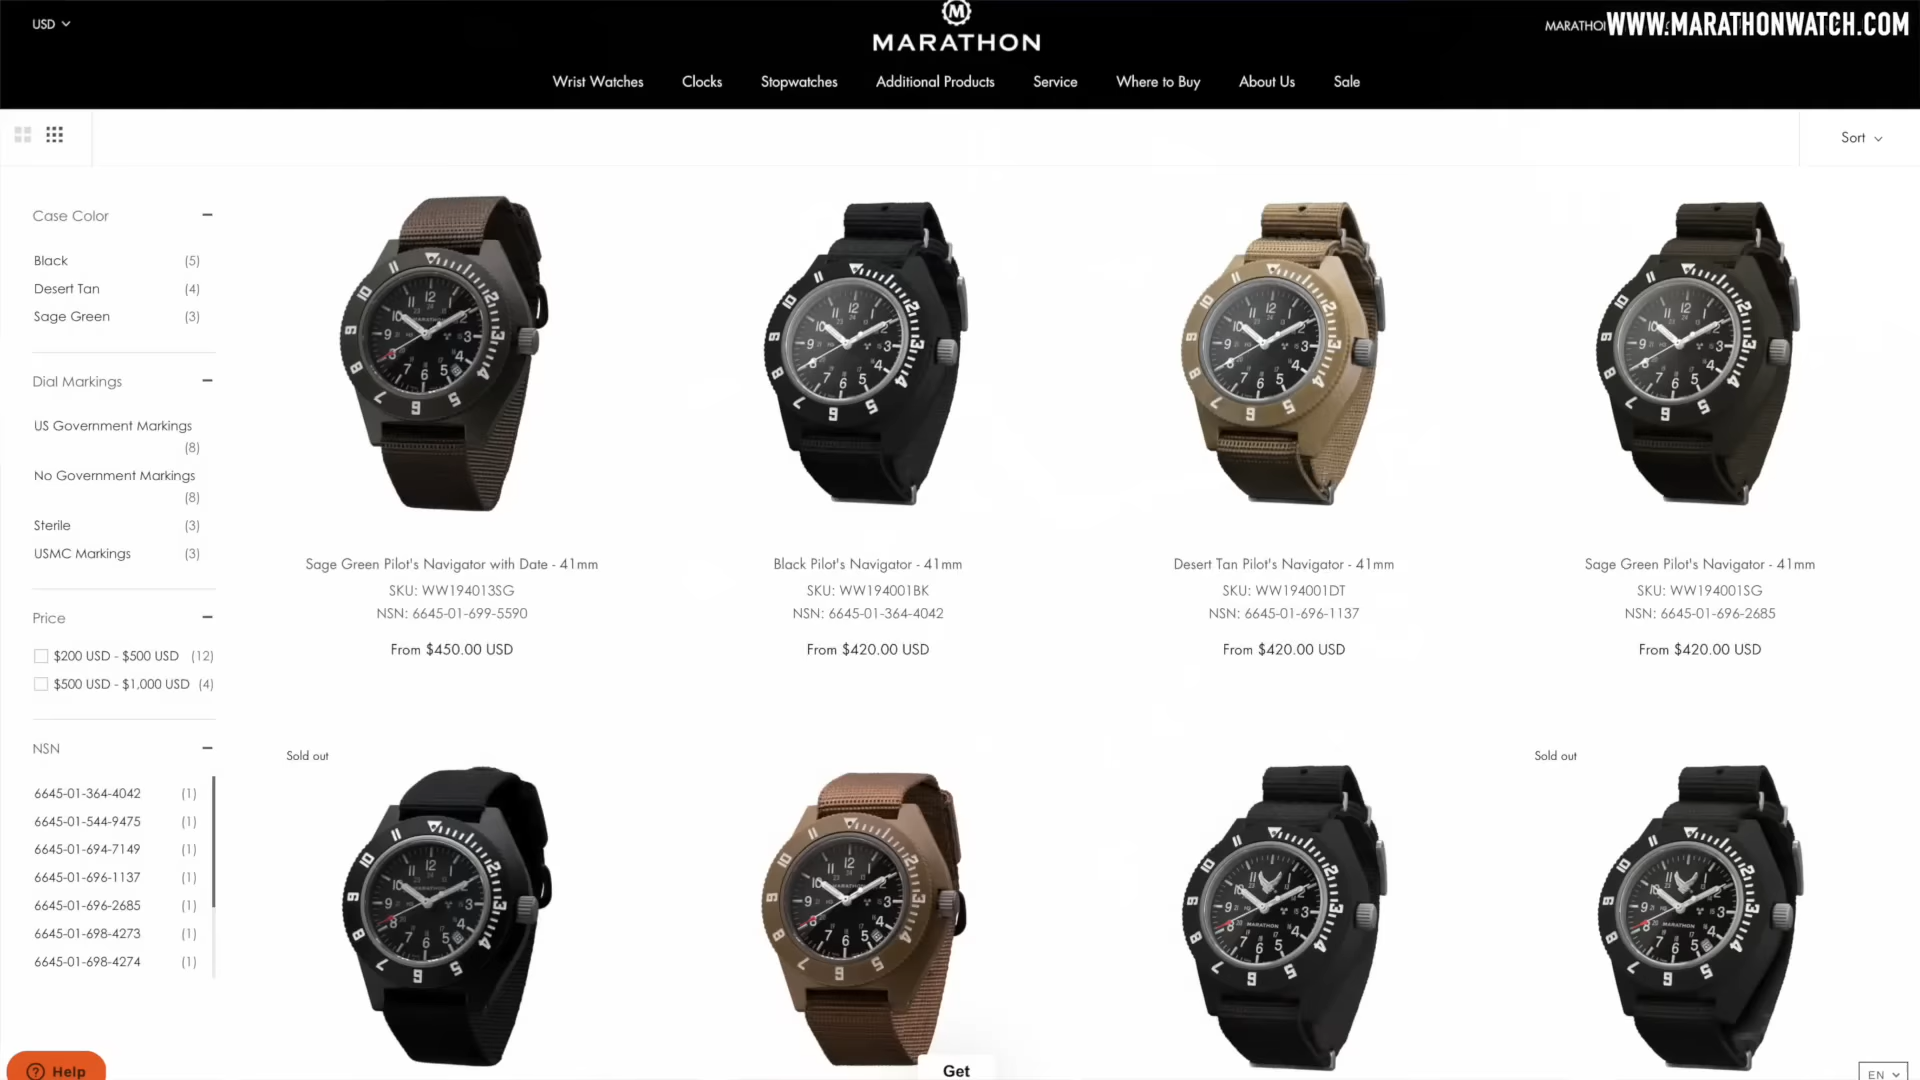 USD
M
MARATHON
WWW.MARATHONWATCH.COM
Wrist Watches
Clocks
Stopwatches
Additional Products
Service
Where to Buy
About Us
Sale
Sort
Case Color
Black (5)
Desert Tan (4)
Sage Green (3)
Dial Markings
US Government Markings
(8)
No Government Markings
(8)
Sterile (3)
USMC Markings (3)
Price
$200 USD - $500 USD (12)
$500 USD - $1,000 USD (4)
NSN
6645-01-364-4042 (1)
6645-01-544-9475 (1)
6645-01-694-7149 (1)
6645-01-696-1137 (1)
6645-01-696-2685 (1)
6645-01-698-4273 (1)
6645-01-698-4274 (1)
Sage Green Pilot's Navigator with Date - 41mm
SKU: WW194013SG
NSN: 6645-01-699-5590
From $450.00 USD
Black Pilot's Navigator - 41mm
SKU: WW194001BK
NSN: 6645-01-364-4042
From $420.00 USD
Desert Tan Pilot's Navigator - 41mm
SKU: WW194001DT
NSN: 6645-01-696-1137
From $420.00 USD
Sage Green Pilot's Navigator - 41mm
SKU: WW194001SG
NSN: 6645-01-696-2685
From $420.00 USD
Sold out
Sold out
MARATHON
MARATHON
Help
Get
EN